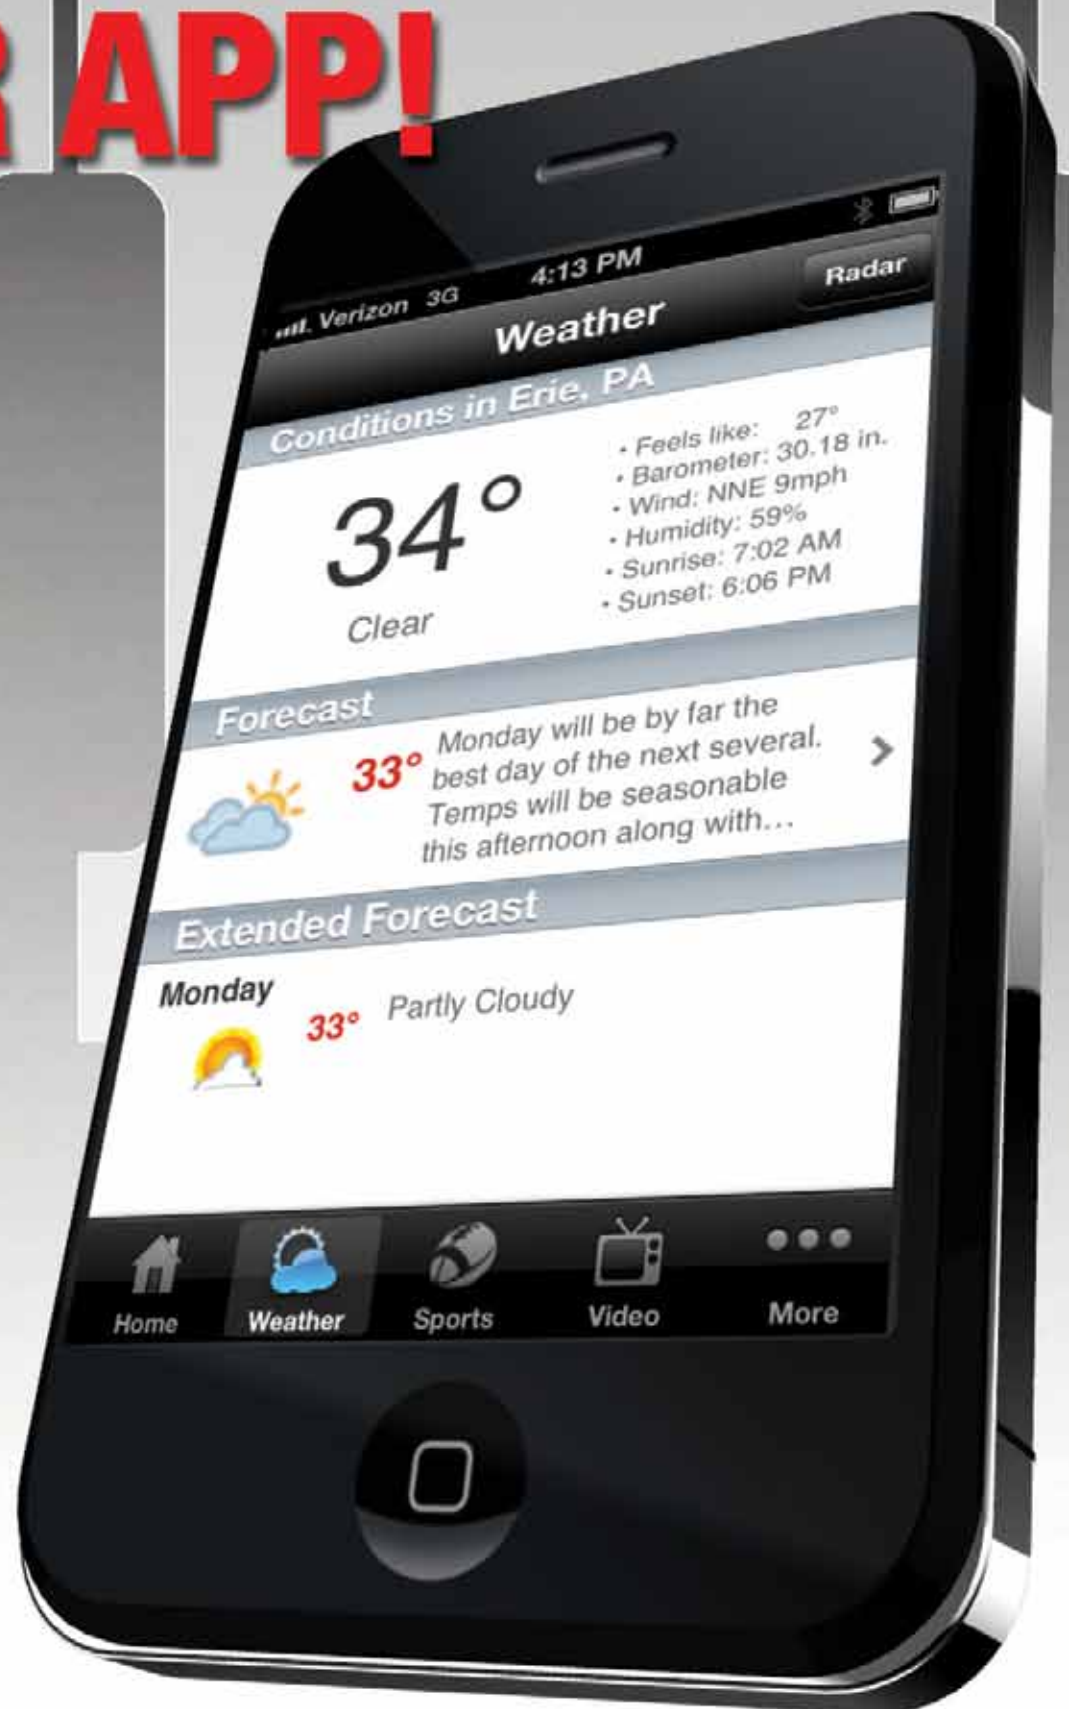 R APP!
Verizon 3G 4:13 PM
Weather Radar
Conditions in Erie, PA
34°
Clear
• Feels like: 27°
• Barometer: 30.18 in.
• Wind: NNE 9mph
• Humidity: 59%
• Sunrise: 7:02 AM
• Sunset: 6:06 PM
Forecast
33° Monday will be by far the
best day of the next several.
Temps will be seasonable
this afternoon along with...
Extended Forecast
Monday
33° Partly Cloudy
Home Weather Sports Video More